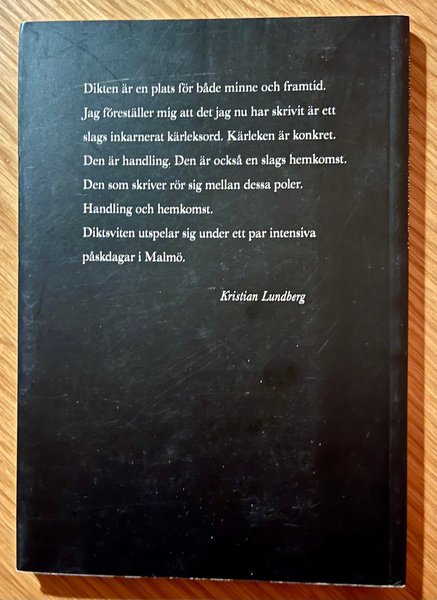 Dikten är en plats för både minne och framtid.
Jag föreställer mig att det jag nu har skrivit är ett
slags inkarnerat kärleksord. Kärleken är konkret.
Den är handling. Den är också en slags hemkomst.
Den som skriver rör sig mellan dessa poler.
Handling och hemkomst.
Diktsviten utspelar sig under ett par intensiva
påskdagar i Malmö.
Kristian Lundberg